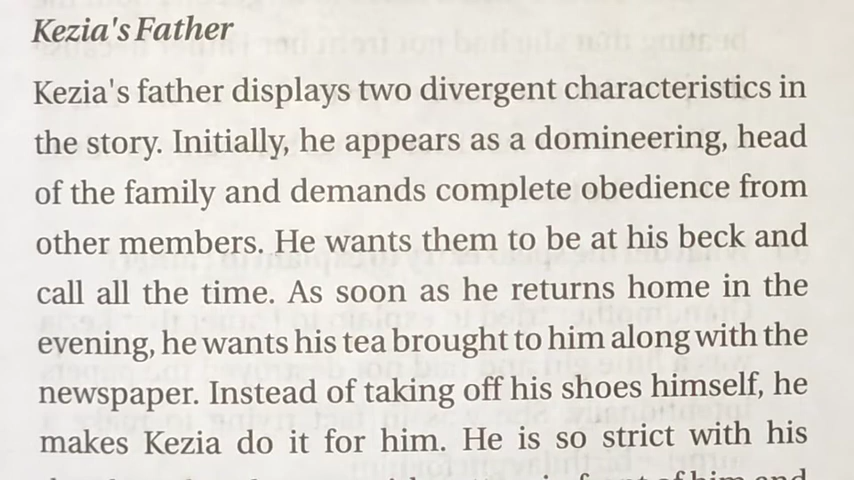 Kezia's Father
Kezia's father displays two divergent characteristics in
the story. Initially, he appears as a domineering, head
of the family and demands complete obedience from
other members. He wants them to be at his beck and
call all the time. As soon as he returns home in the
evening, he wants his tea brought to him along with the
newspaper. Instead of taking off his shoes himself, he
makes Kezia do it for him. He is so strict with his
of him and